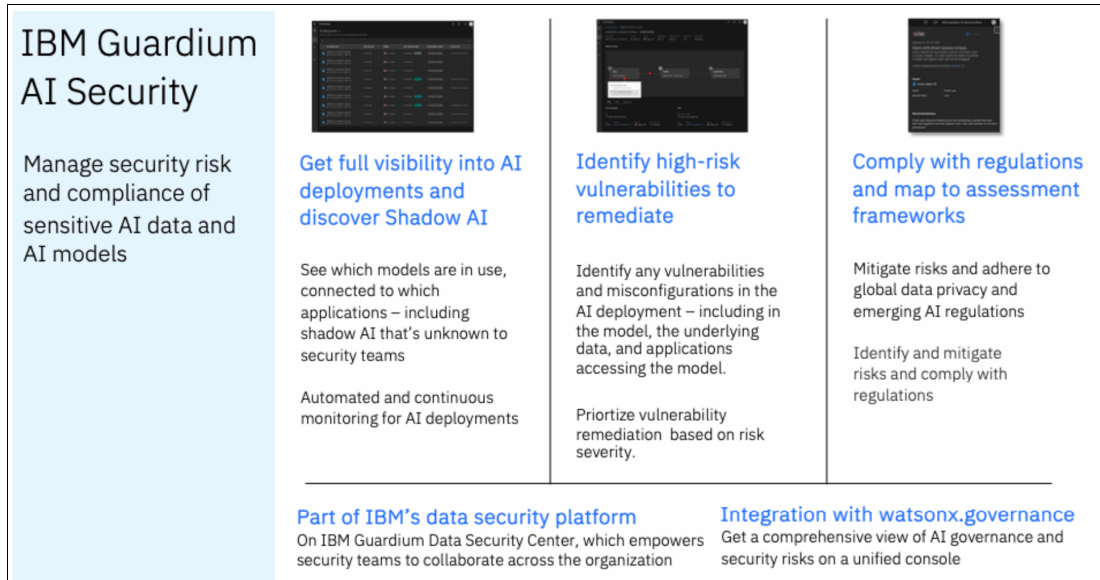 IBM Guardium
AI Security
Manage security risk
and compliance of
sensitive AI data and
AI models
Get full visibility into AI
deployments and
discover Shadow AI
See which models are in use,
connected to which
applications – including
shadow AI that's unknown to
security teams
Automated and continuous
monitoring for AI deployments
Identify high-risk
vulnerabilities to
remediate
Identify any vulnerabilities
and misconfigurations in the
AI deployment – including in
the model, the underlying
data, and applications
accessing the model.
Priortize vulnerability
remediation based on risk
severity.
Comply with regulations
and map to assessment
frameworks
Mitigate risks and adhere to
global data privacy and
emerging AI regulations
Identify and mitigate
risks and comply with
regulations
Part of IBM's data security platform
On IBM Guardium Data Security Center, which empowers
security teams to collaborate across the organization
Integration with watsonx.governance
Get a comprehensive view of AI governance and
security risks on a unified console